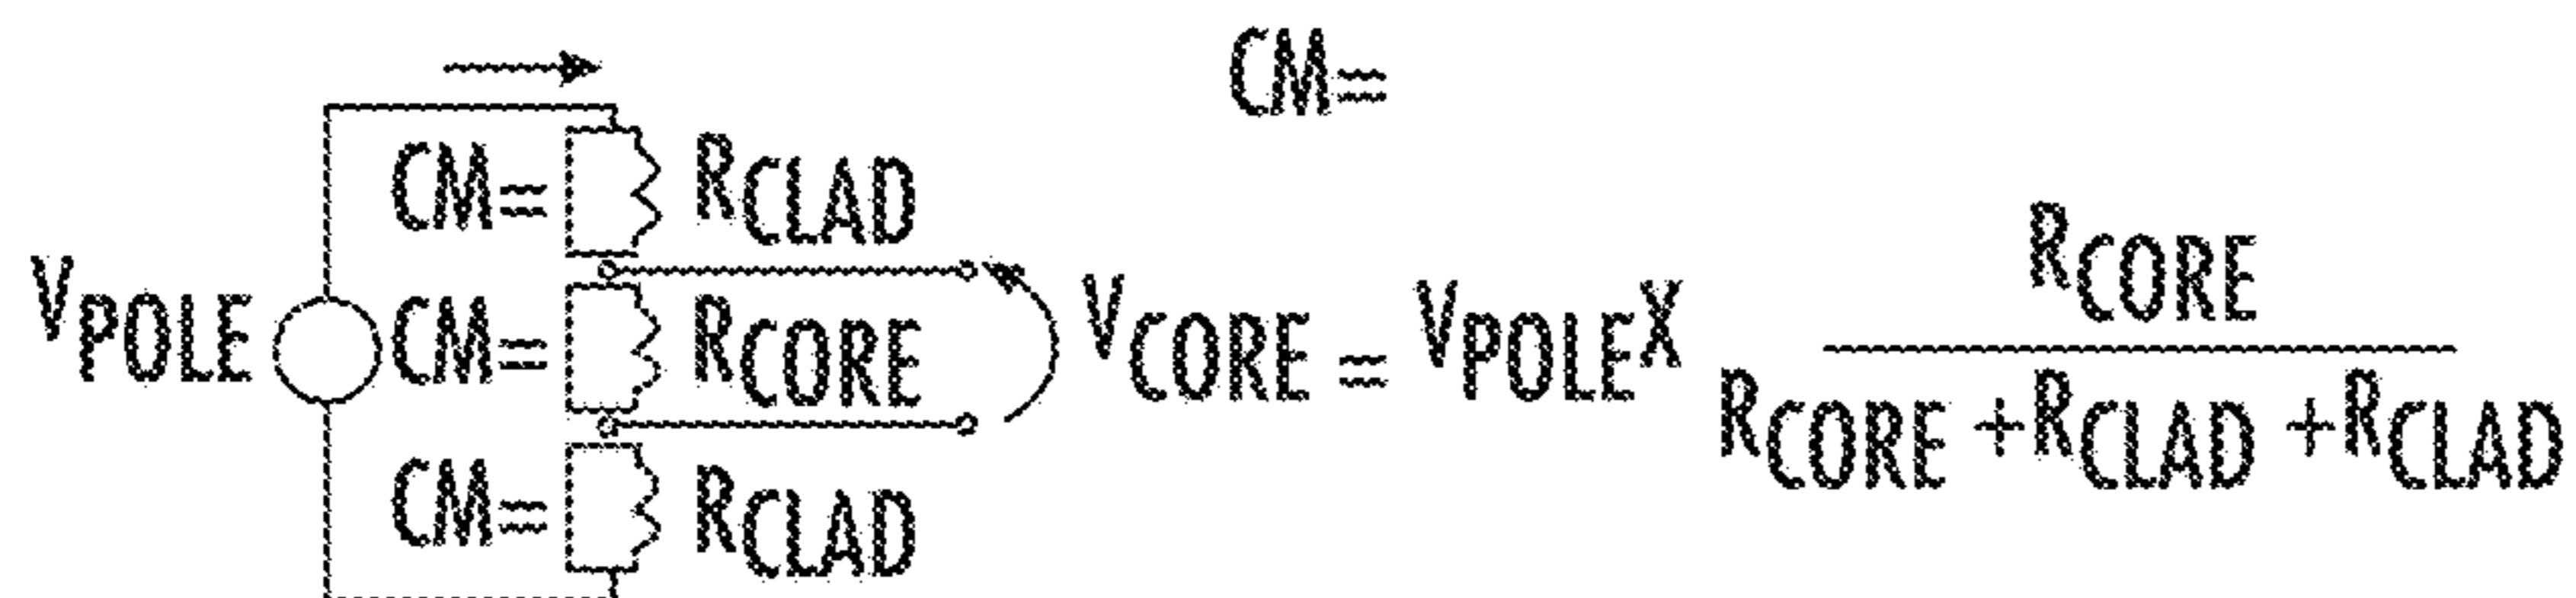 CM=
CM= RCLAD
VPOLE CM= RCORE VCORE = VPOLEX RCORE
RCORE +RCLAD +RCLAD
CM= RCLAD